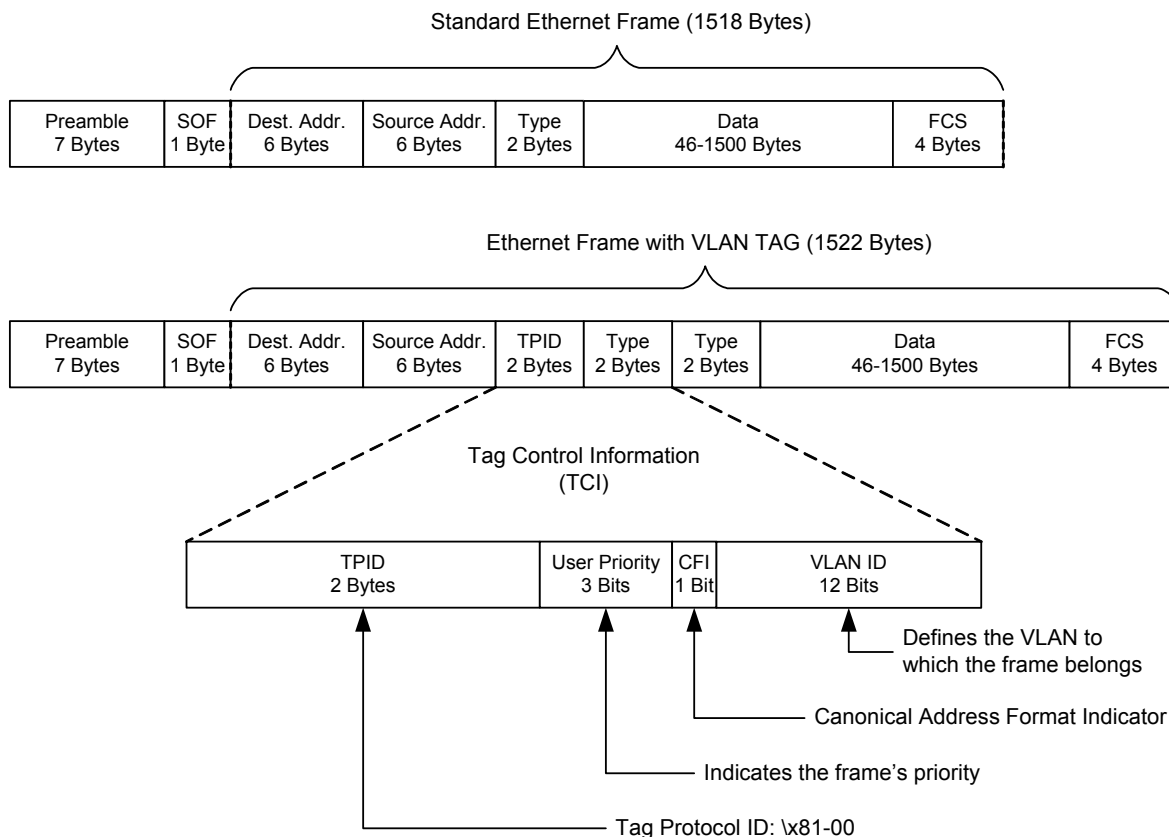 Standard Ethernet Frame (1518 Bytes)
Preamble
7 Bytes
SOF
1 Byte
Dest. Addr.
6 Bytes
Source Addr.
6 Bytes
Type
2 Bytes
Data
46-1500 Bytes
FCS
4 Bytes
Ethernet Frame with VLAN TAG (1522 Bytes)
Preamble
7 Bytes
SOF
1 Byte
Dest. Addr.
6 Bytes
Source Addr.
6 Bytes
TPID
2 Bytes
Type
2 Bytes
Type
2 Bytes
Data
46-1500 Bytes
FCS
4 Bytes
Tag Control Information
(TCI)
TPID
2 Bytes
User Priority
3 Bits
CFI
1 Bit
VLAN ID
12 Bits
Defines the VLAN to
which the frame belongs
Canonical Address Format Indicator
Indicates the frame's priority
Tag Protocol ID: \x81-00